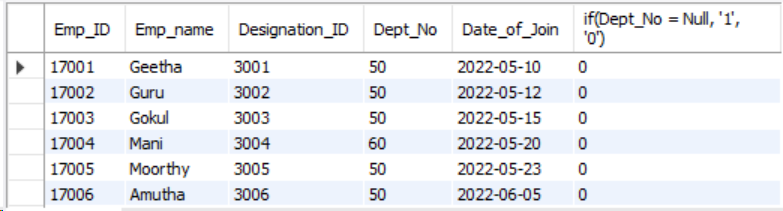 Emp_ID Emp_name Designation_ID Dept_No Date_of_Join if(Dept_No = Null, '1',
'0')
17001 Geetha 3001 50 2022-05-10 0
17002 Guru 3002 50 2022-05-12 0
17003 Gokul 3003 50 2022-05-15 0
17004 Mani 3004 60 2022-05-20 0
17005 Moorthy 3005 50 2022-05-23 0
17006 Amutha 3006 50 2022-06-05 0